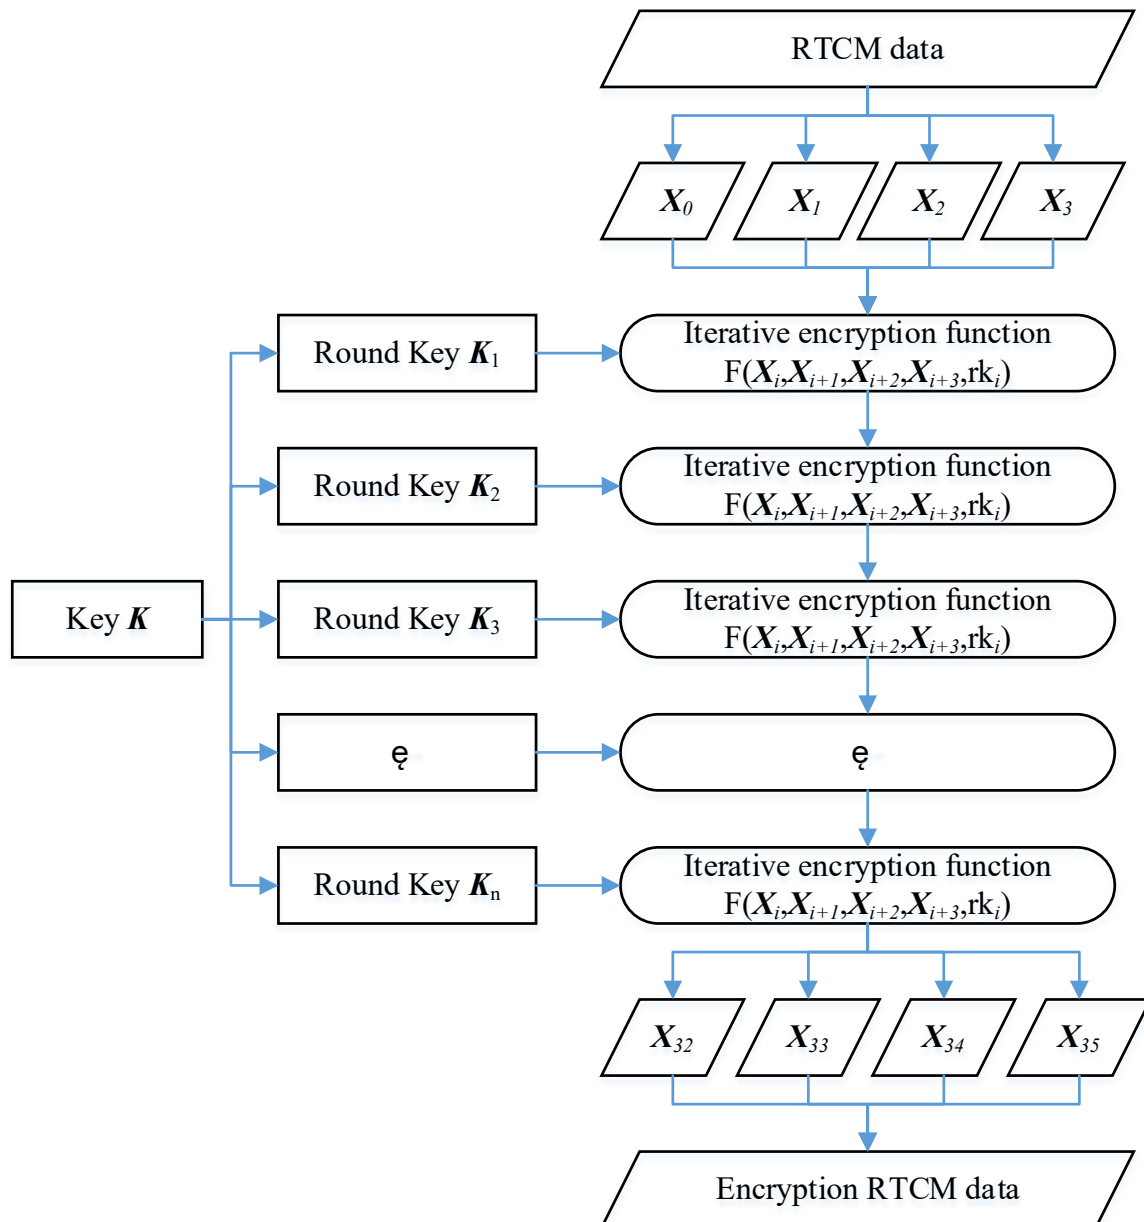 RTCM data
X0
X1
X2
X3
Round Key K1
Iterative encryption function
F(Xi,Xi+1,Xi+2,Xi+3,rki)
Round Key K2
Iterative encryption function
F(Xi,Xi+1,Xi+2,Xi+3,rki)
Key K
Round Key K3
Iterative encryption function
F(Xi,Xi+1,Xi+2,Xi+3,rki)
ę
ę
Round Key Kn
Iterative encryption function
F(Xi,Xi+1,Xi+2,Xi+3,rki)
X32
X33
X34
X35
Encryption RTCM data